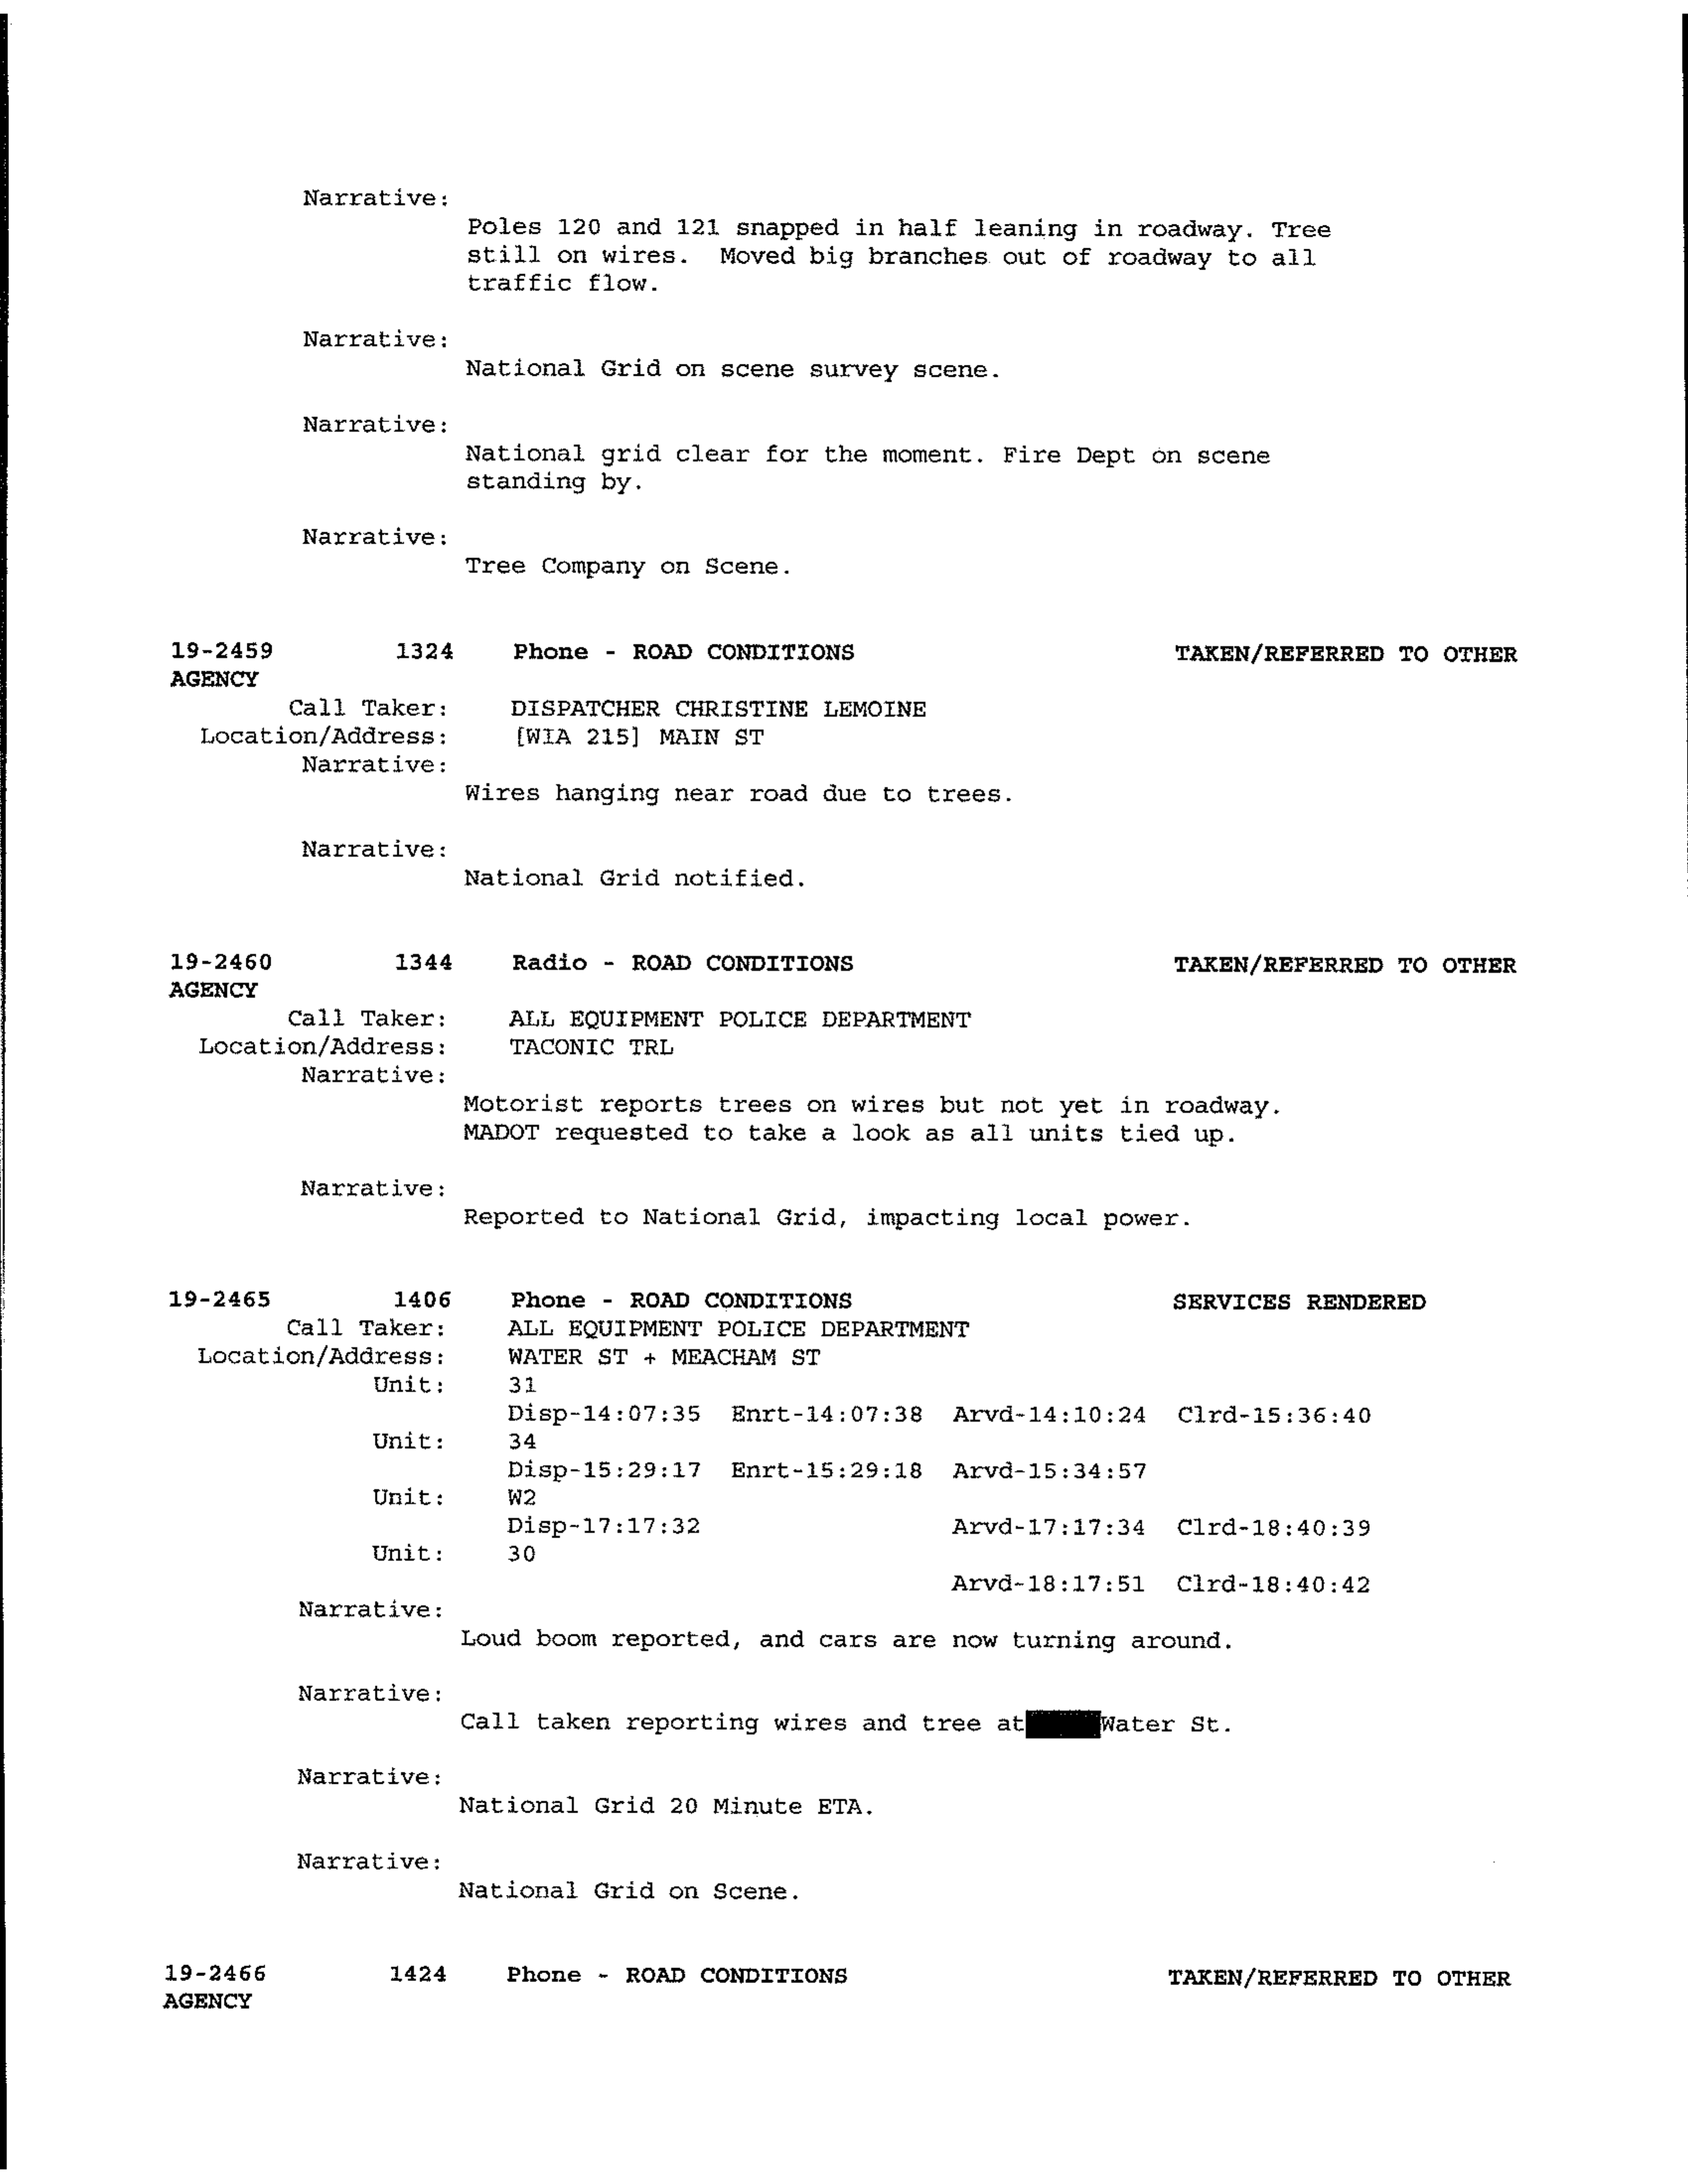 Narrative:
Poles 120 and 121 snapped in half leaning in roadway. Tree
still on wires. Moved big branches out of roadway to all
traffic flow.
Narrative:
National Grid on scene survey scene.
Narrative:
National grid clear for the moment. Fire Dept on scene
standing by.
Narrative:
Tree Company on Scene.
19-2459 1324 Phone - ROAD CONDITIONS TAKEN/REFERRED TO OTHER
AGENCY
Call Taker: DISPATCHER CHRISTINE LEMOINE
Location/Address: [WIA 215] MAIN ST
Narrative:
Wires hanging near road due to trees.
Narrative:
National Grid notified.
19-2460 1344 Radio - ROAD CONDITIONS TAKEN/REFERRED TO OTHER
AGENCY
Call Taker: ALL EQUIPMENT POLICE DEPARTMENT
Location/Address: TACONIC TRL
Narrative:
Motorist reports trees on wires but not yet in roadway.
MADOT requested to take a look as all units tied up.
Narrative:
Reported to National Grid, impacting local power.
19-2465 1406 Phone - ROAD CONDITIONS SERVICES RENDERED
Call Taker: ALL EQUIPMENT POLICE DEPARTMENT
Location/Address: WATER ST + MEACHAM ST
Unit: 31
Disp-14:07:35 Enrt-14:07:38 Arvd-14:10:24 Clrd-15:36:40
Unit: 34
Disp-15:29:17 Enrt-15:29:18 Arvd-15:34:57
Unit: W2
Disp-17:17:32 Arvd-17:17:34 Clrd-18:40:39
Unit: 30
Arvd-18:17:51 Clrd-18:40:42
Narrative:
Loud boom reported, and cars are now turning around.
Narrative:
Call taken reporting wires and tree at Water St.
Narrative:
National Grid 20 Minute ETA.
Narrative:
National Grid on Scene.
19-2466 1424 Phone - ROAD CONDITIONS TAKEN/REFERRED TO OTHER
AGENCY